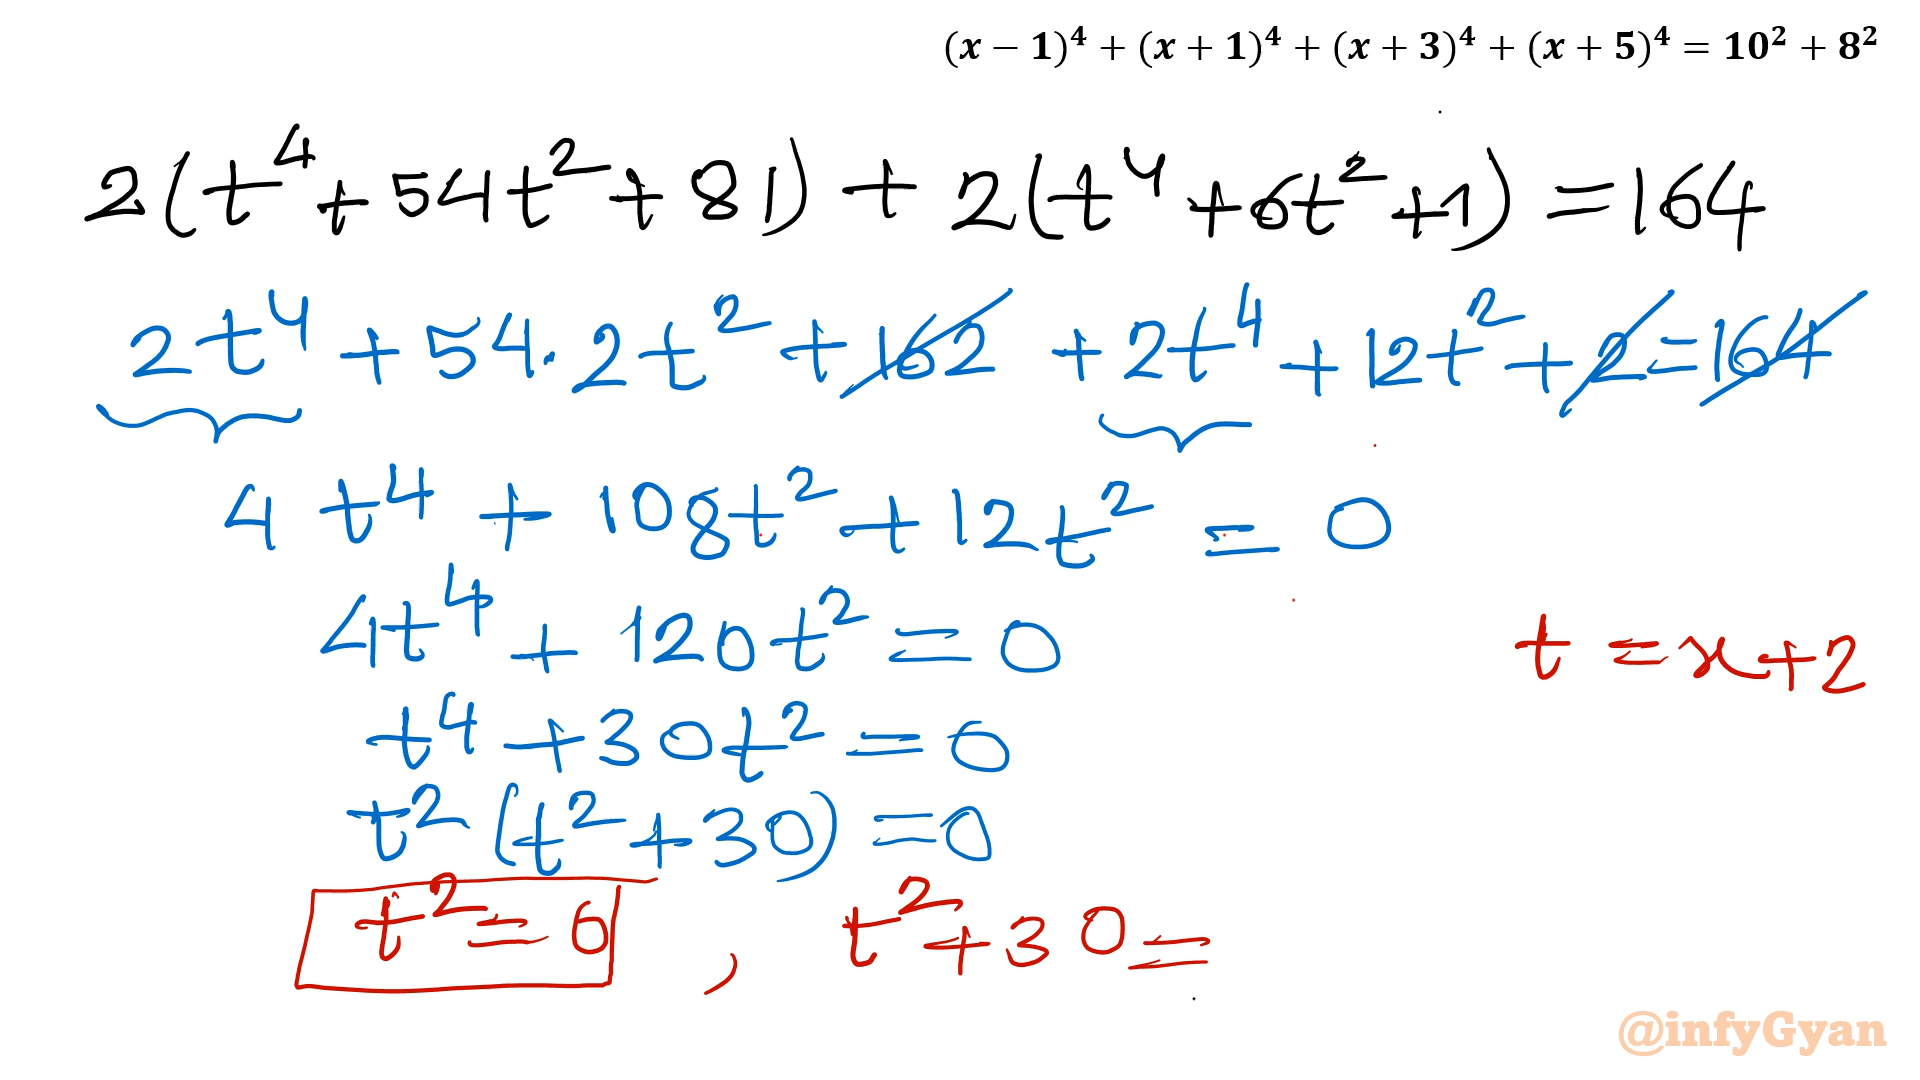 (x − 1)⁴ + (x + 1)⁴ + (x + 3)⁴ + (x + 5)⁴ = 10² + 8²
2(t⁴ + 54t² + 81) + 2(t⁴ + 6t² + 1) = 164
2t⁴ + 54·2t² + 162 + 2t⁴ + 12t² + 2 = 164
4t⁴ + 108t² + 12t² = 0
4t⁴ + 120t² = 0
t = x + 2
t⁴ + 30t² = 0
t²(t² + 30) = 0
t² = 0 , t² + 30 =
@infyGyan